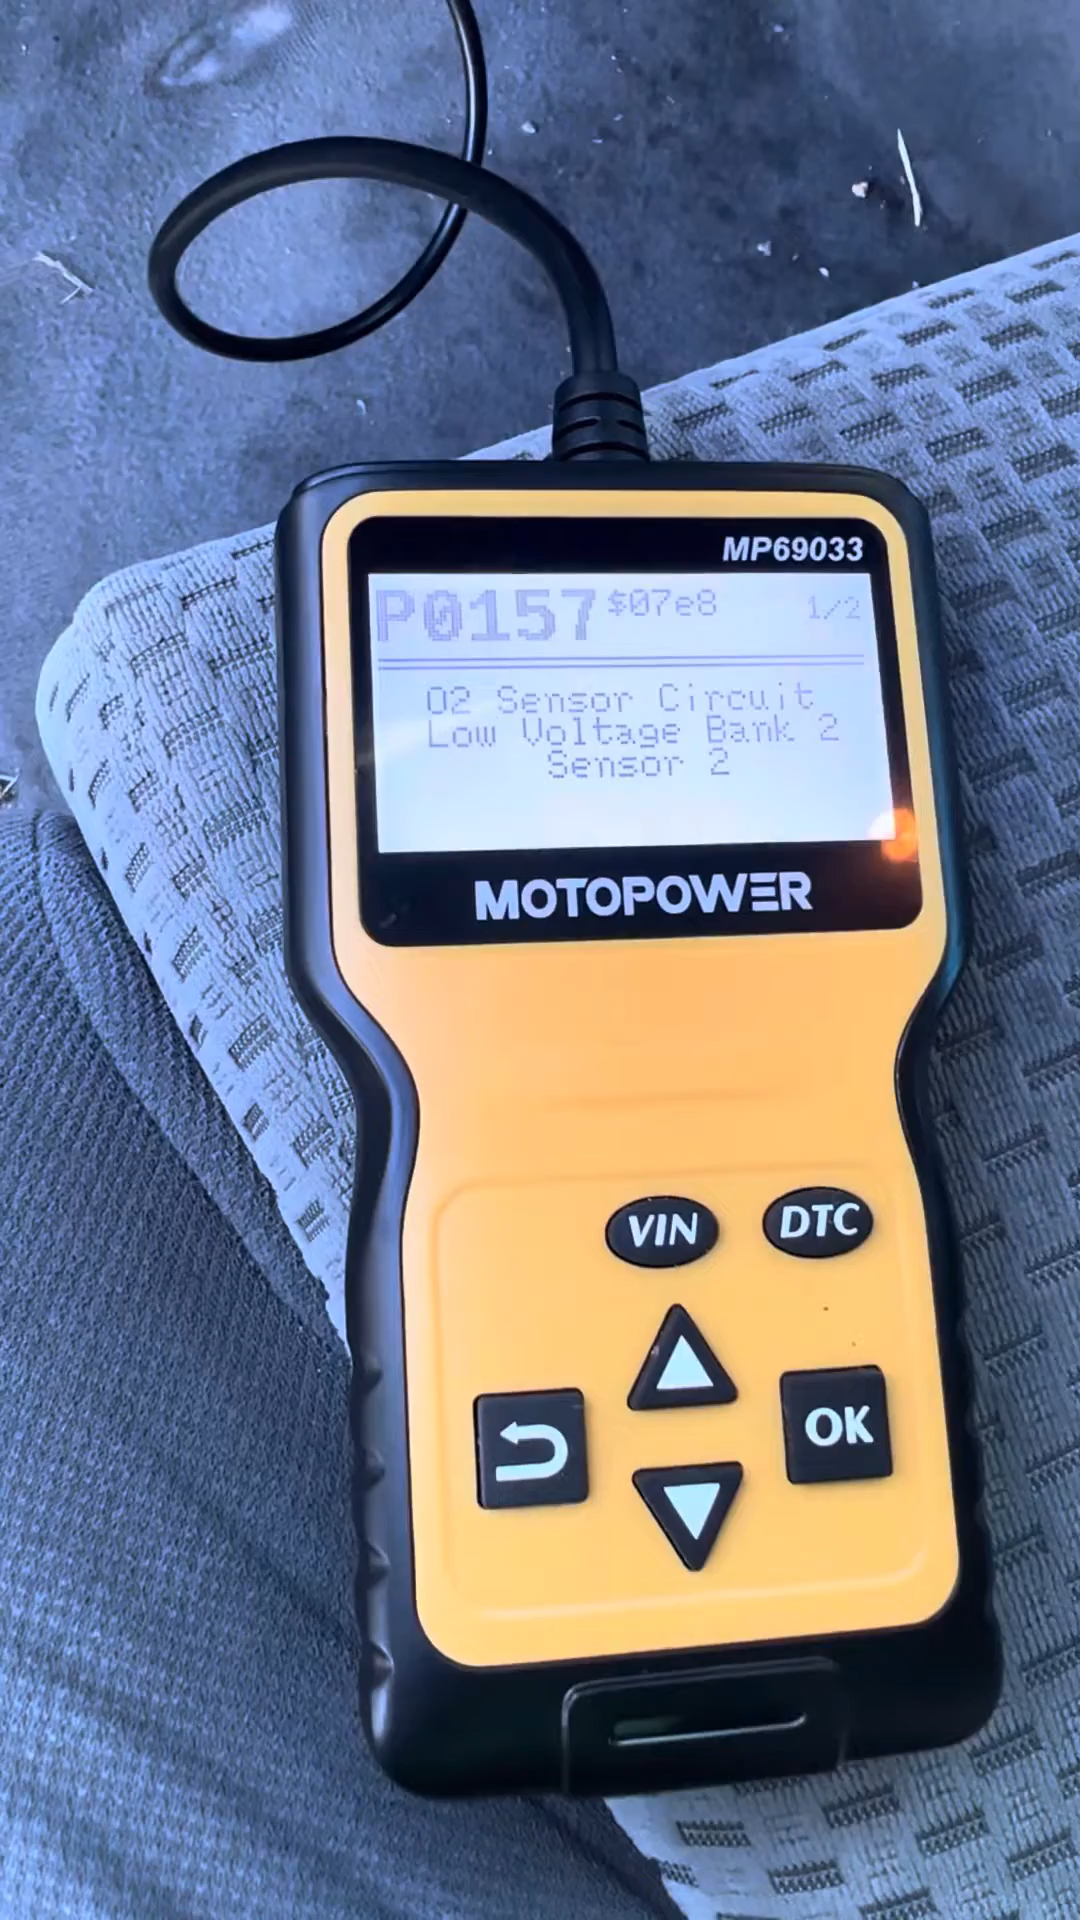 MP69033
P0157 $07e8 1/2
O2 Sensor Circuit
Low Voltage Bank 2
Sensor 2
MOTOPOWER
VIN DTC
OK